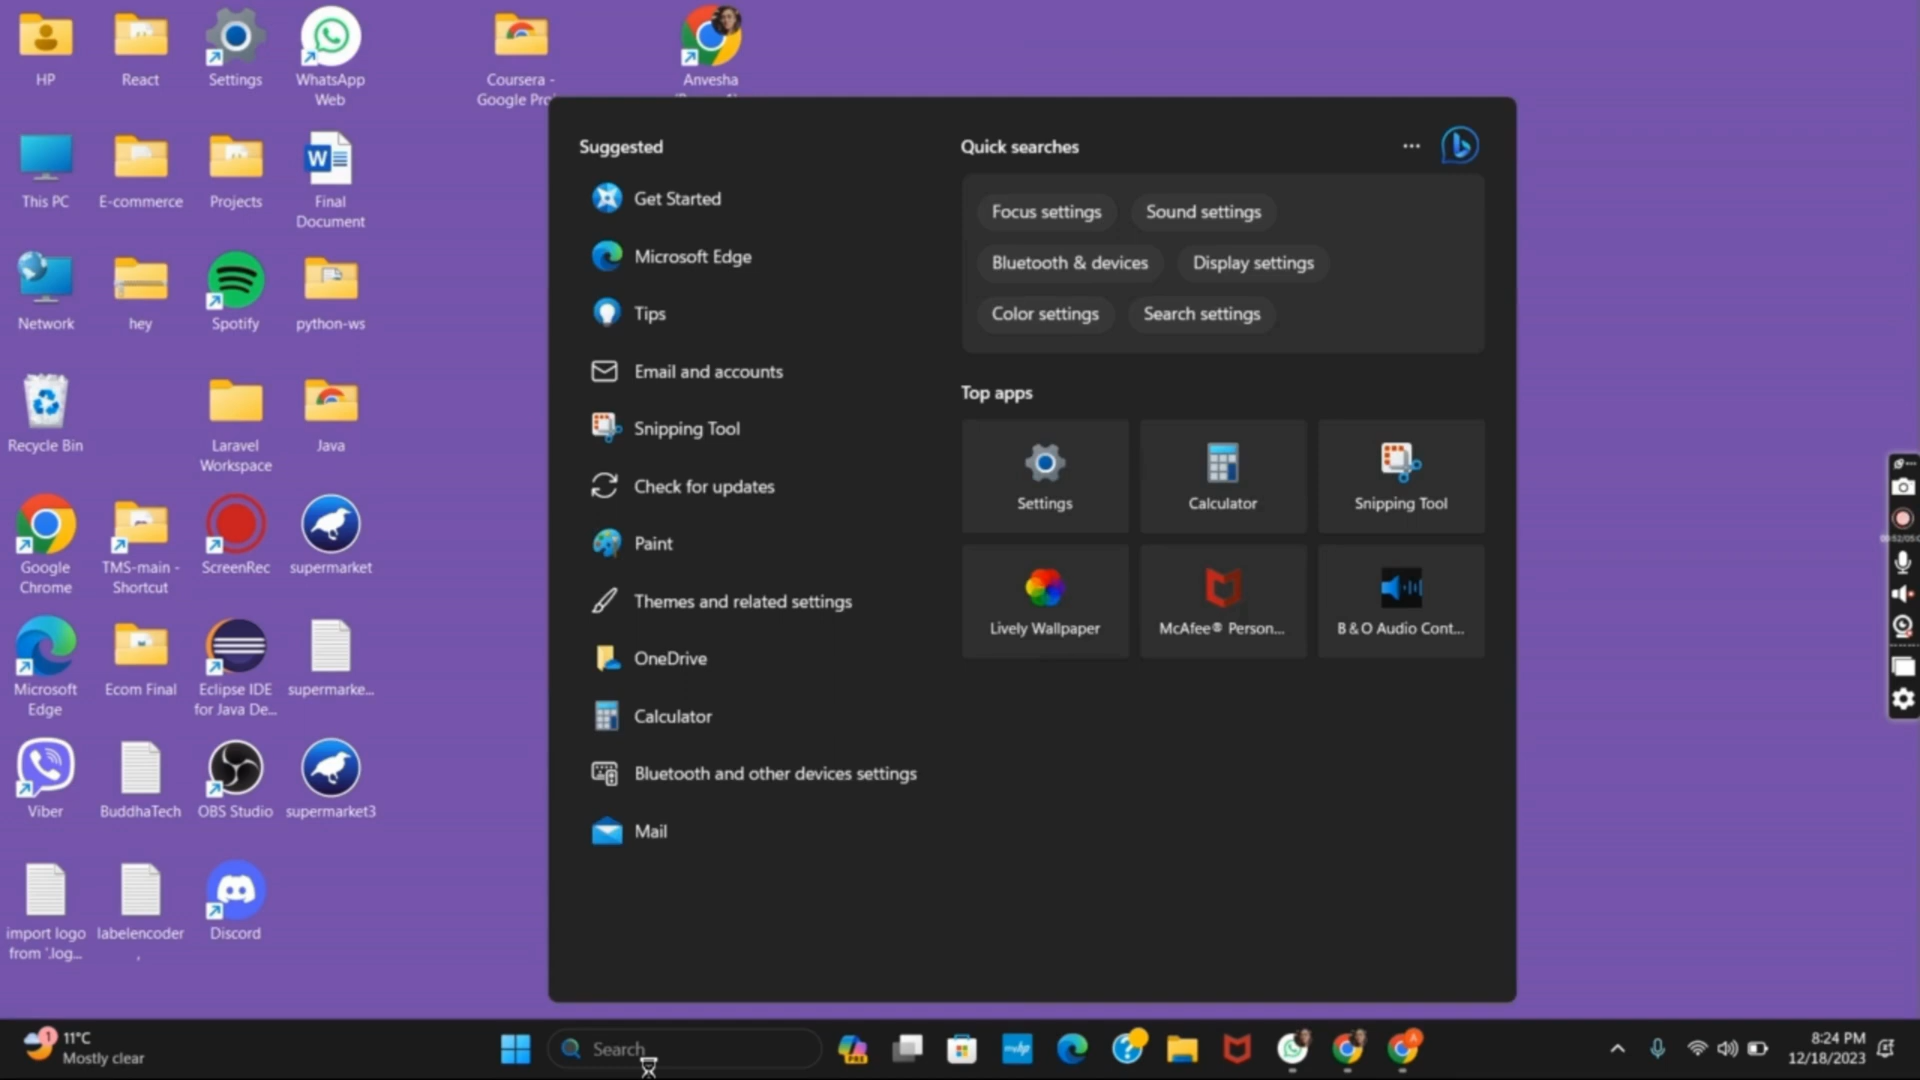 HP
React
Settings
WhatsApp
Web
Coursera -
Google Pro
Anvesha
This PC
E-commerce
Projects
Final
Document
Network
hey
Spotify
python-ws
Recycle Bin
Laravel
Workspace
Java
Google
Chrome
TMS-main -
Shortcut
ScreenRec
supermarket
Microsoft
Edge
Ecom Final
Eclipse IDE
for Java De...
supermarke...
Viber
BuddhaTech
OBS Studio
supermarket3
import logo
from '.log...
labelencoder
,
Discord
Suggested
Get Started
Microsoft Edge
Tips
Email and accounts
Snipping Tool
Check for updates
Paint
Themes and related settings
OneDrive
Calculator
Bluetooth and other devices settings
Mail
Quick searches
Focus settings
Sound settings
Bluetooth & devices
Display settings
Color settings
Search settings
Top apps
Settings
Calculator
Snipping Tool
Lively Wallpaper
McAfee® Person...
B&O Audio Cont...
1
11°C
Mostly clear
Search
PRE
myhp
A
8:24 PM
12/18/2023